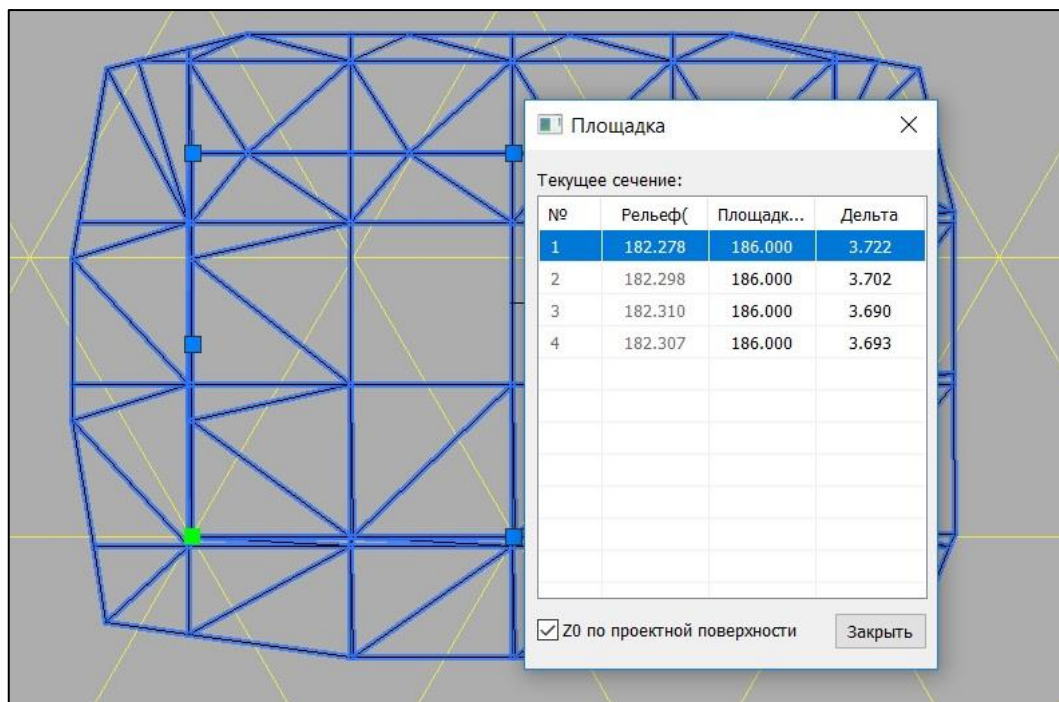 Площадка
Текущее сечение:
№ Рельеф( Площадк... Дельта
1 182.278 186.000 3.722
2 182.298 186.000 3.702
3 182.310 186.000 3.690
4 182.307 186.000 3.693
Z0 по проектной поверхности Закрыть